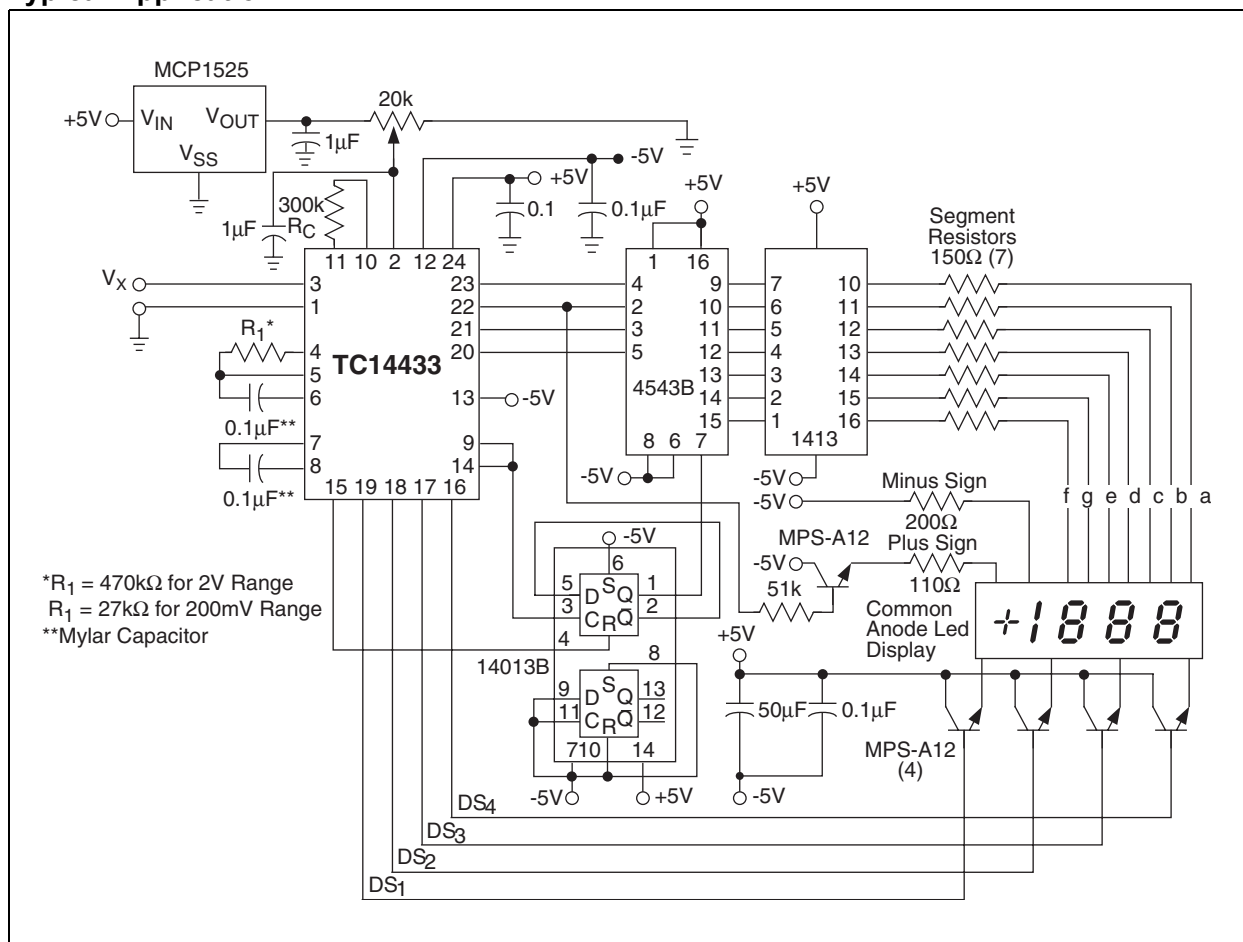 MCP1525
+5V
VIN
VOUT
VSS
1µF
20k
-5V
+5V
0.1
0.1µF
1µF
300k
RC
+5V
+5V
Segment
Resistors
150Ω (7)
11 10 2 12 24
VX
3
1
4
5
6
7
8
R1*
0.1µF**
0.1µF**
TC14433
23
22
21
20
13
-5V
9
14
15 19 18 17 16
1 16
4
2
3
5
9
10
11
12
13
14
15
4543B
8 6 7
-5V
7
6
5
4
3
2
1
10
11
12
13
14
15
16
1413
-5V
-5V
Minus Sign
200Ω
f g e d c b a
MPS-A12
-5V
Plus Sign
110Ω
51k
-5V
6
5 D S Q 1
3 C R Q̅ 2
4
14013B
8
9 D S Q 13
11 C R Q̅ 12
7 10 14
-5V
+5V
*R1 = 470kΩ for 2V Range
R1 = 27kΩ for 200mV Range
**Mylar Capacitor
Common
Anode Led
Display
+1888
+5V
50µF
0.1µF
-5V
MPS-A12
(4)
DS4
DS3
DS2
DS1